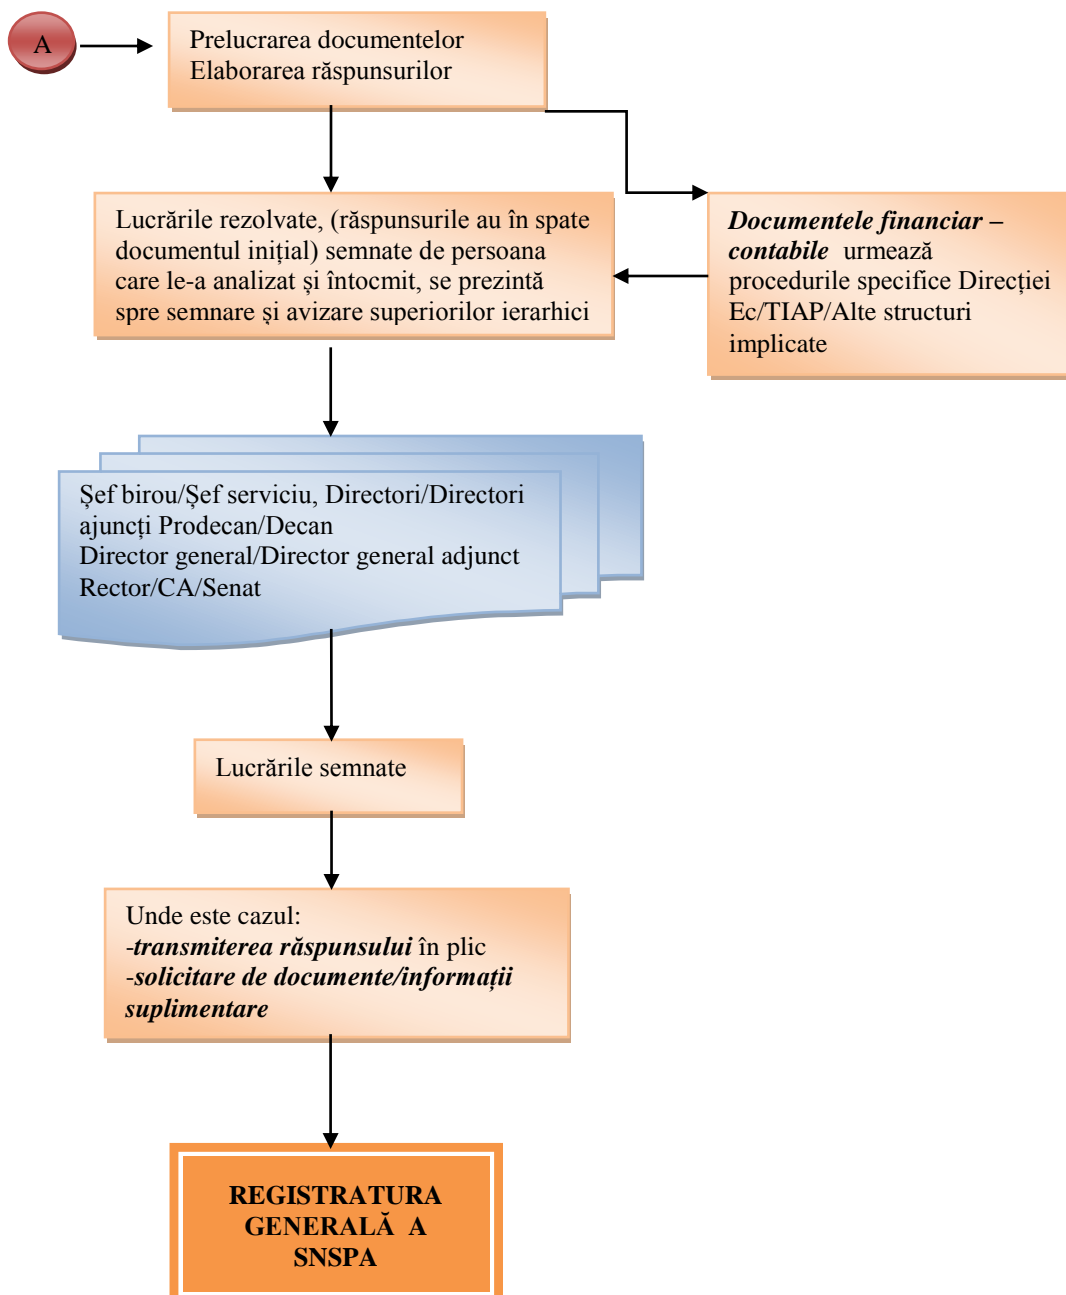 A
Prelucrarea documentelor
Elaborarea răspunsurilor
Lucrările rezolvate, (răspunsurile au în spate
documentul inițial) semnate de persoana
care le-a analizat și întocmit, se prezintă
spre semnare și avizare superiorilor ierarhici
Documentele financiar –
contabile urmează
procedurile specifice Direcției
Ec/TIAP/Alte structuri
implicate
Șef birou/Șef serviciu, Directori/Directori
ajuncți Prodecan/Decan
Director general/Director general adjunct
Rector/CA/Senat
Lucrările semnate
Unde este cazul:
-transmiterea răspunsului în plic
-solicitare de documente/informații
suplimentare
REGISTRATURA
GENERALĂ A
SNSPA